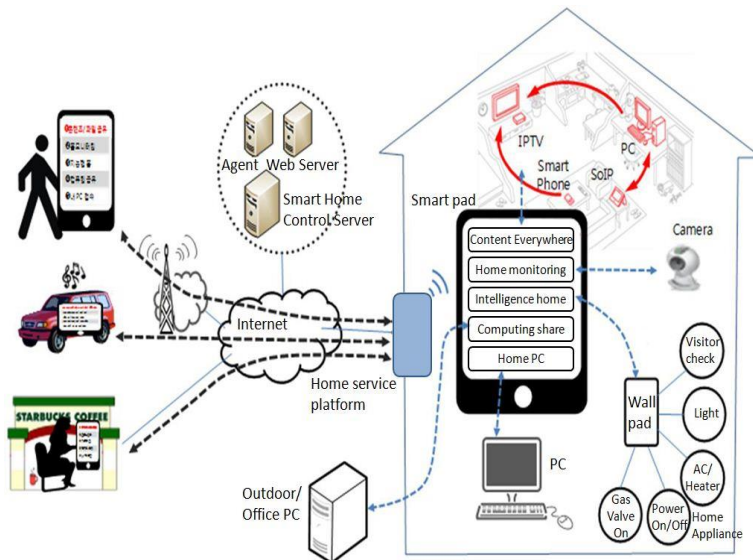 Agent Web Server
Smart Home
Control Server
Internet
STARBUCKS COFFEE
Home service
platform
Outdoor/
Office PC
Smart pad
IPTV
PC
Smart
Phone
SoIP
Content Everywhere
Home monitoring
Intelligence home
Computing share
Home PC
PC
Camera
Visitor
check
Wall
pad
Light
AC/
Heater
Gas
Valve
On
Power
On/Off
Home
Appliance